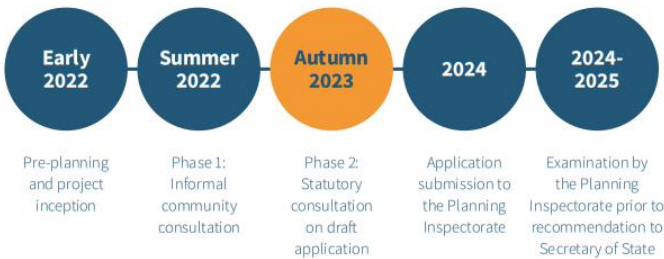 Early
2022
Summer
2022
Autumn
2023
2024
2024-
2025
Pre-planning
and project
inception
Phase 1:
Informal
community
consultation
Phase 2:
Statutory
consultation
on draft
application
Application
submission to
the Planning
Inspectorate
Examination by
the Planning
Inspectorate prior to
recommendation to
Secretary of State